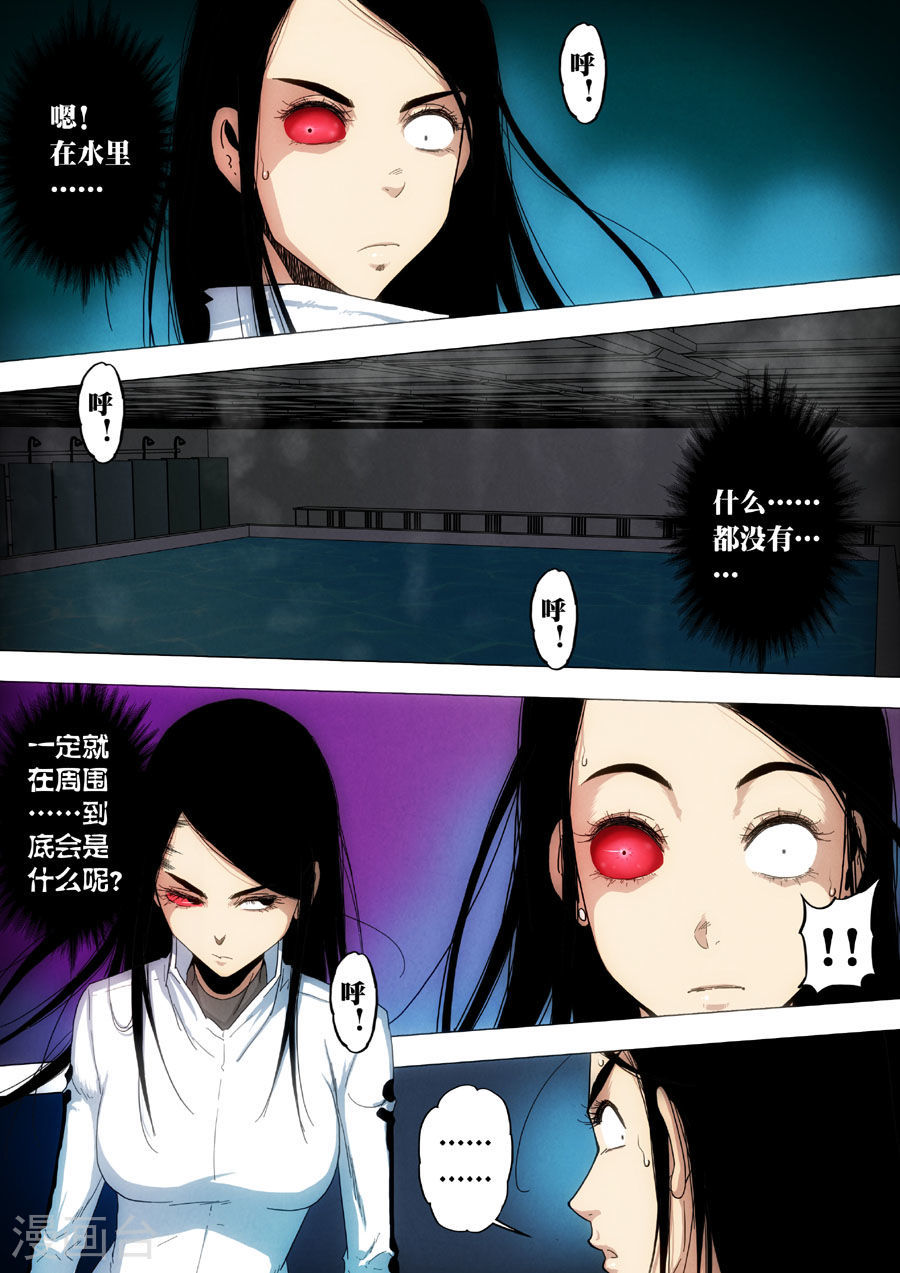 嗯！
在水里
……
呼！
呼！
什么……
都没有…
…
呼！
一定就
在周围
……到
底会是
什么呢？
呼！
！！
……
……
漫画台